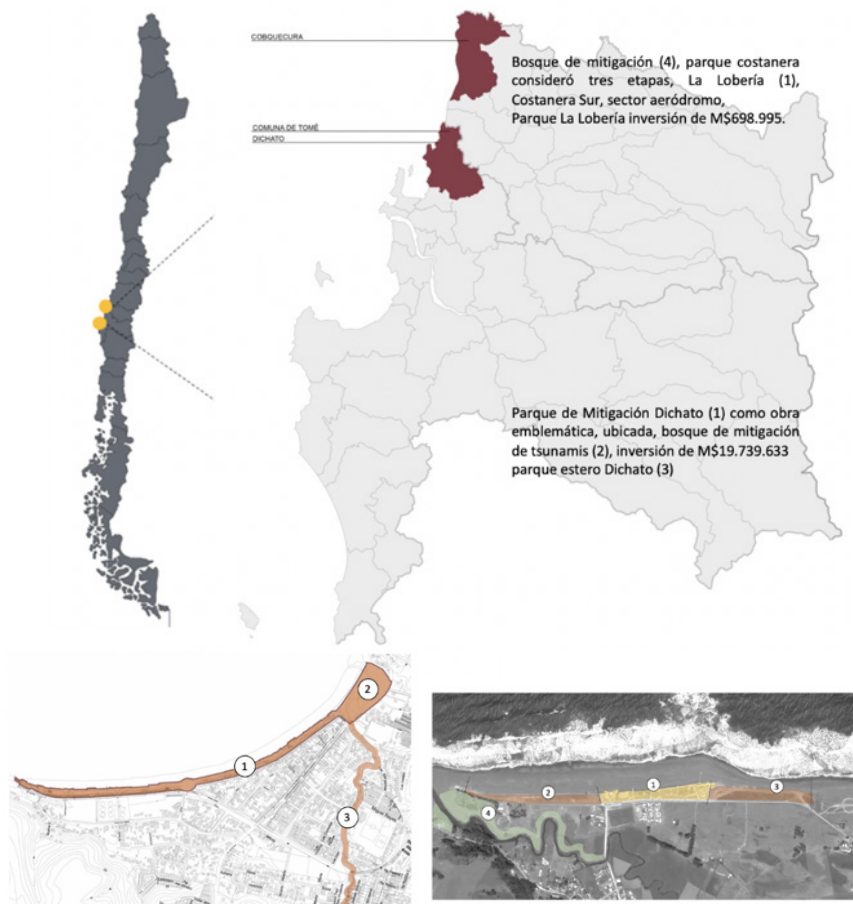 COBQUECURA
Bosque de mitigación (4), parque costanera
consideró tres etapas, La Lobería (1),
Costanera Sur, sector aeródromo,
Parque La Lobería inversión de M$698.995.
COMUNA DE TOMÉ
DICHATO
Parque de Mitigación Dichato (1) como obra
emblemática, ubicada, bosque de mitigación
de tsunamis (2), inversión de M$19.739.633
parque estero Dichato (3)
2
1
3
1
2
3
4